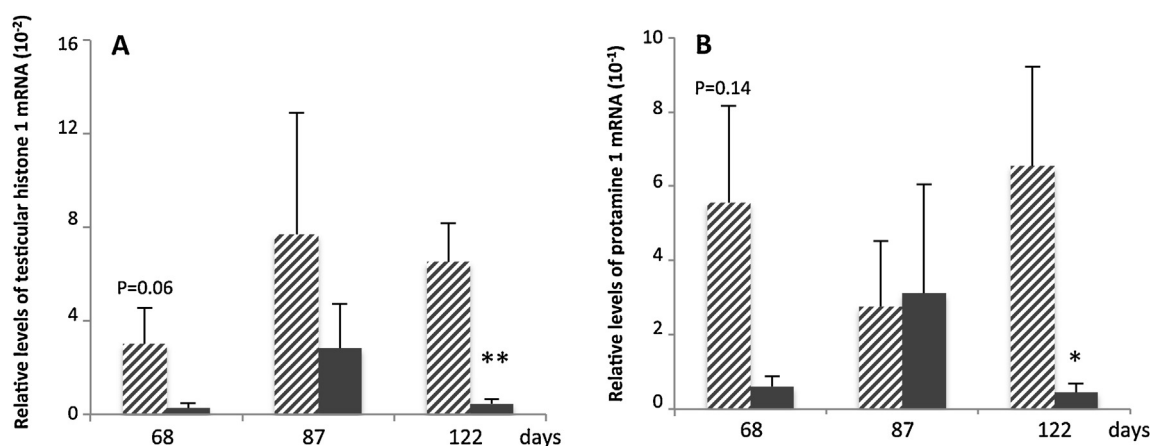 A
Relative levels of testicular histone 1 mRNA (10⁻²)
16
12
8
4
0
P=0.06
**
68 87 122 days
B
Relative levels of protamine 1 mRNA (10⁻¹)
10
8
6
4
2
0
P=0.14
*
68 87 122 days